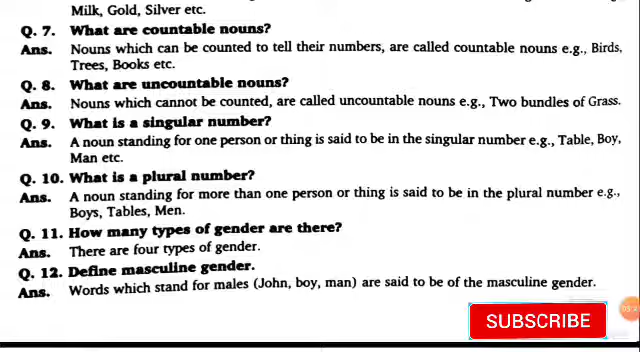 Milk, Gold, Silver etc.
Q. 7. What are countable nouns?
Ans. Nouns which can be counted to tell their numbers, are called countable nouns e.g., Birds,
Trees, Books etc.
Q. 8. What are uncountable nouns?
Ans. Nouns which cannot be counted, are called uncountable nouns e.g., Two bundles of Grass.
Q. 9. What is a singular number?
Ans. A noun standing for one person or thing is said to be in the singular number e.g., Table, Boy,
Man etc.
Q. 10. What is a plural number?
Ans. A noun standing for more than one person or thing is said to be in the plural number e.g.,
Boys, Tables, Men.
Q. 11. How many types of gender are there?
Ans. There are four types of gender.
Q. 12. Define masculine gender.
Ans. Words which stand for males (John, boy, man) are said to be of the masculine gender.
SUBSCRIBE